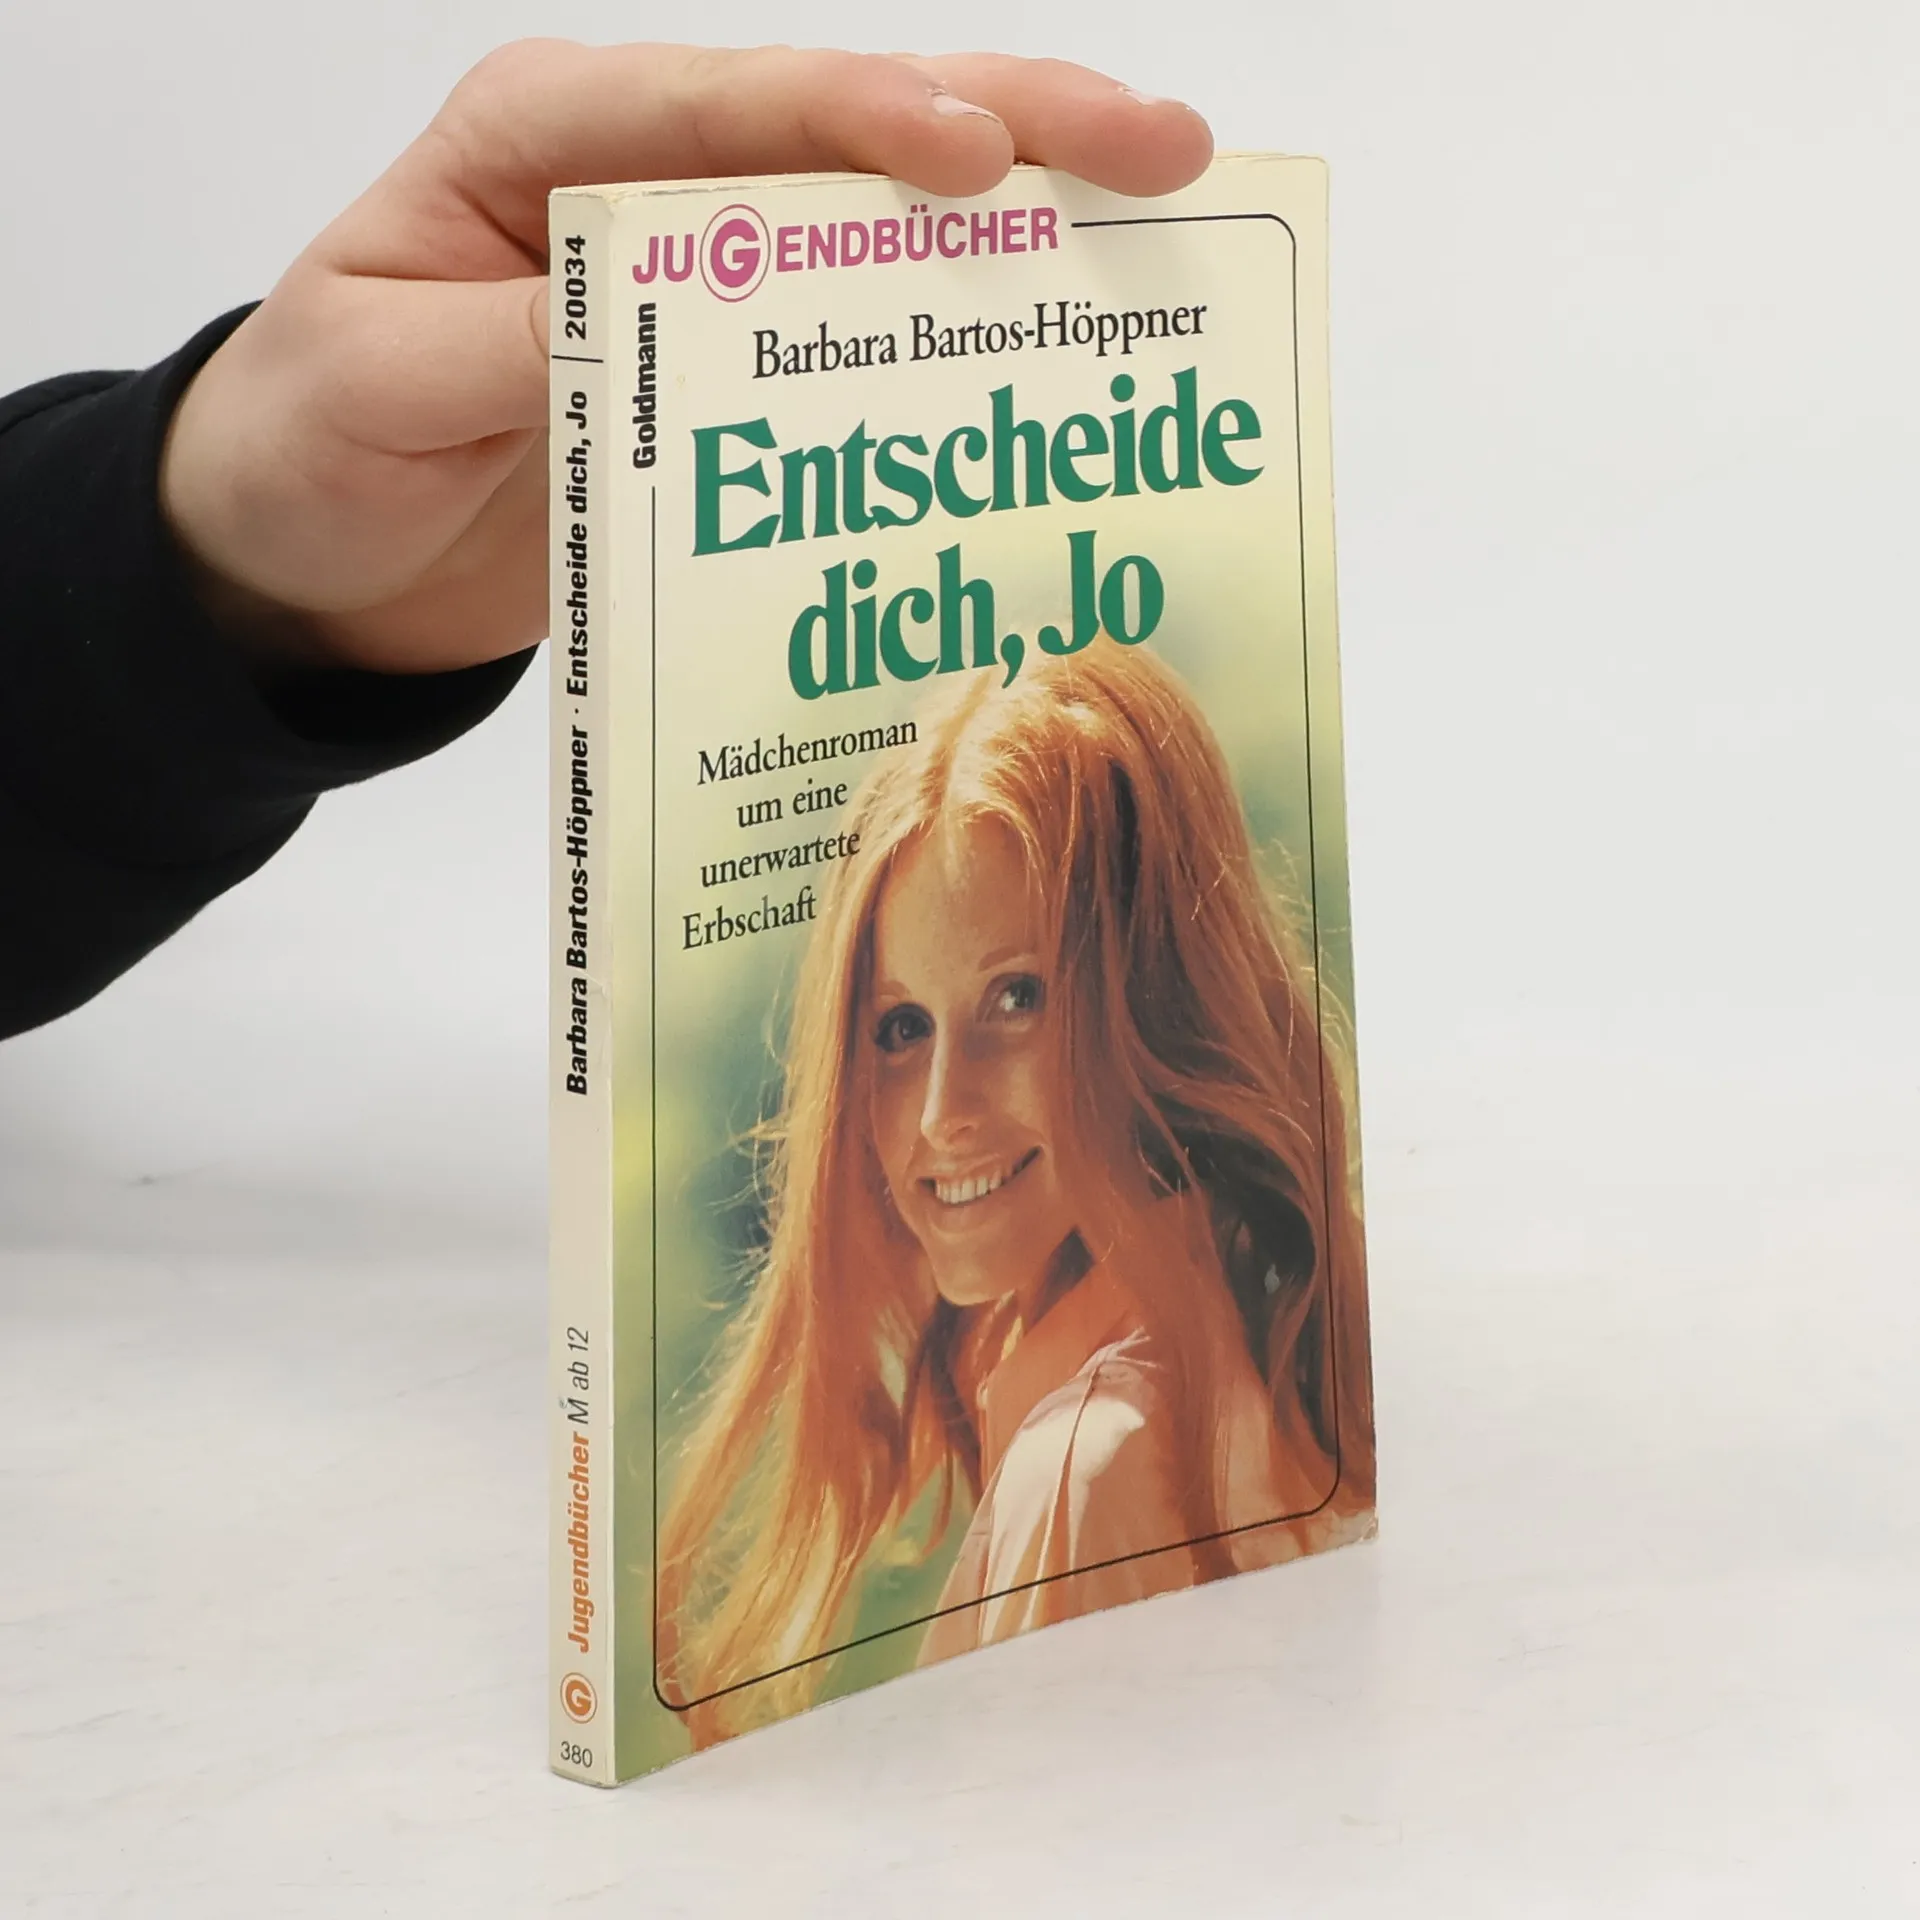 JUGENDBÜCHER
Goldmann
Barbara Bartos-Höppner
Entscheide
dich, Jo
Mädchenroman
um eine
unerwartete
Erbschaft
Barbara Bartos-Höppner · Entscheide dich, Jo | 20034
G Jugendbücher M ab 12
380